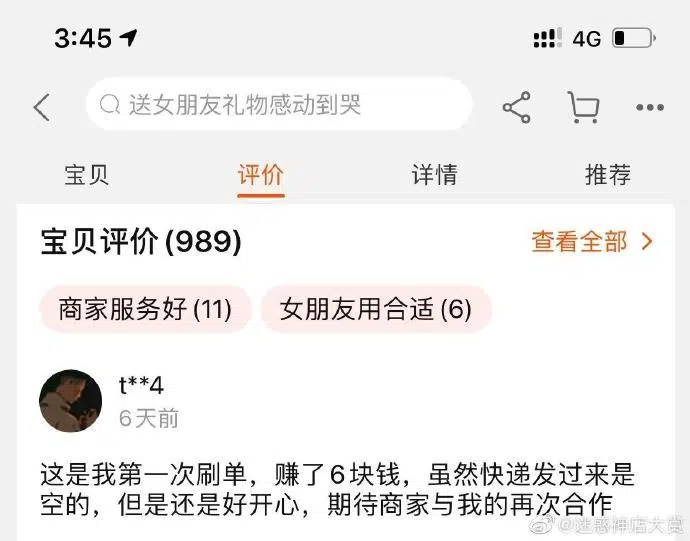 3:45
4G
送女朋友礼物感动到哭
宝贝 评价 详情 推荐
宝贝评价(989)
查看全部
商家服务好(11) 女朋友用合适(6)
t**4
6天前
这是我第一次刷单，赚了6块钱，虽然快递发过来是
空的，但是还是好开心，期待商家与我的再次合作
@迷惑神店大赏